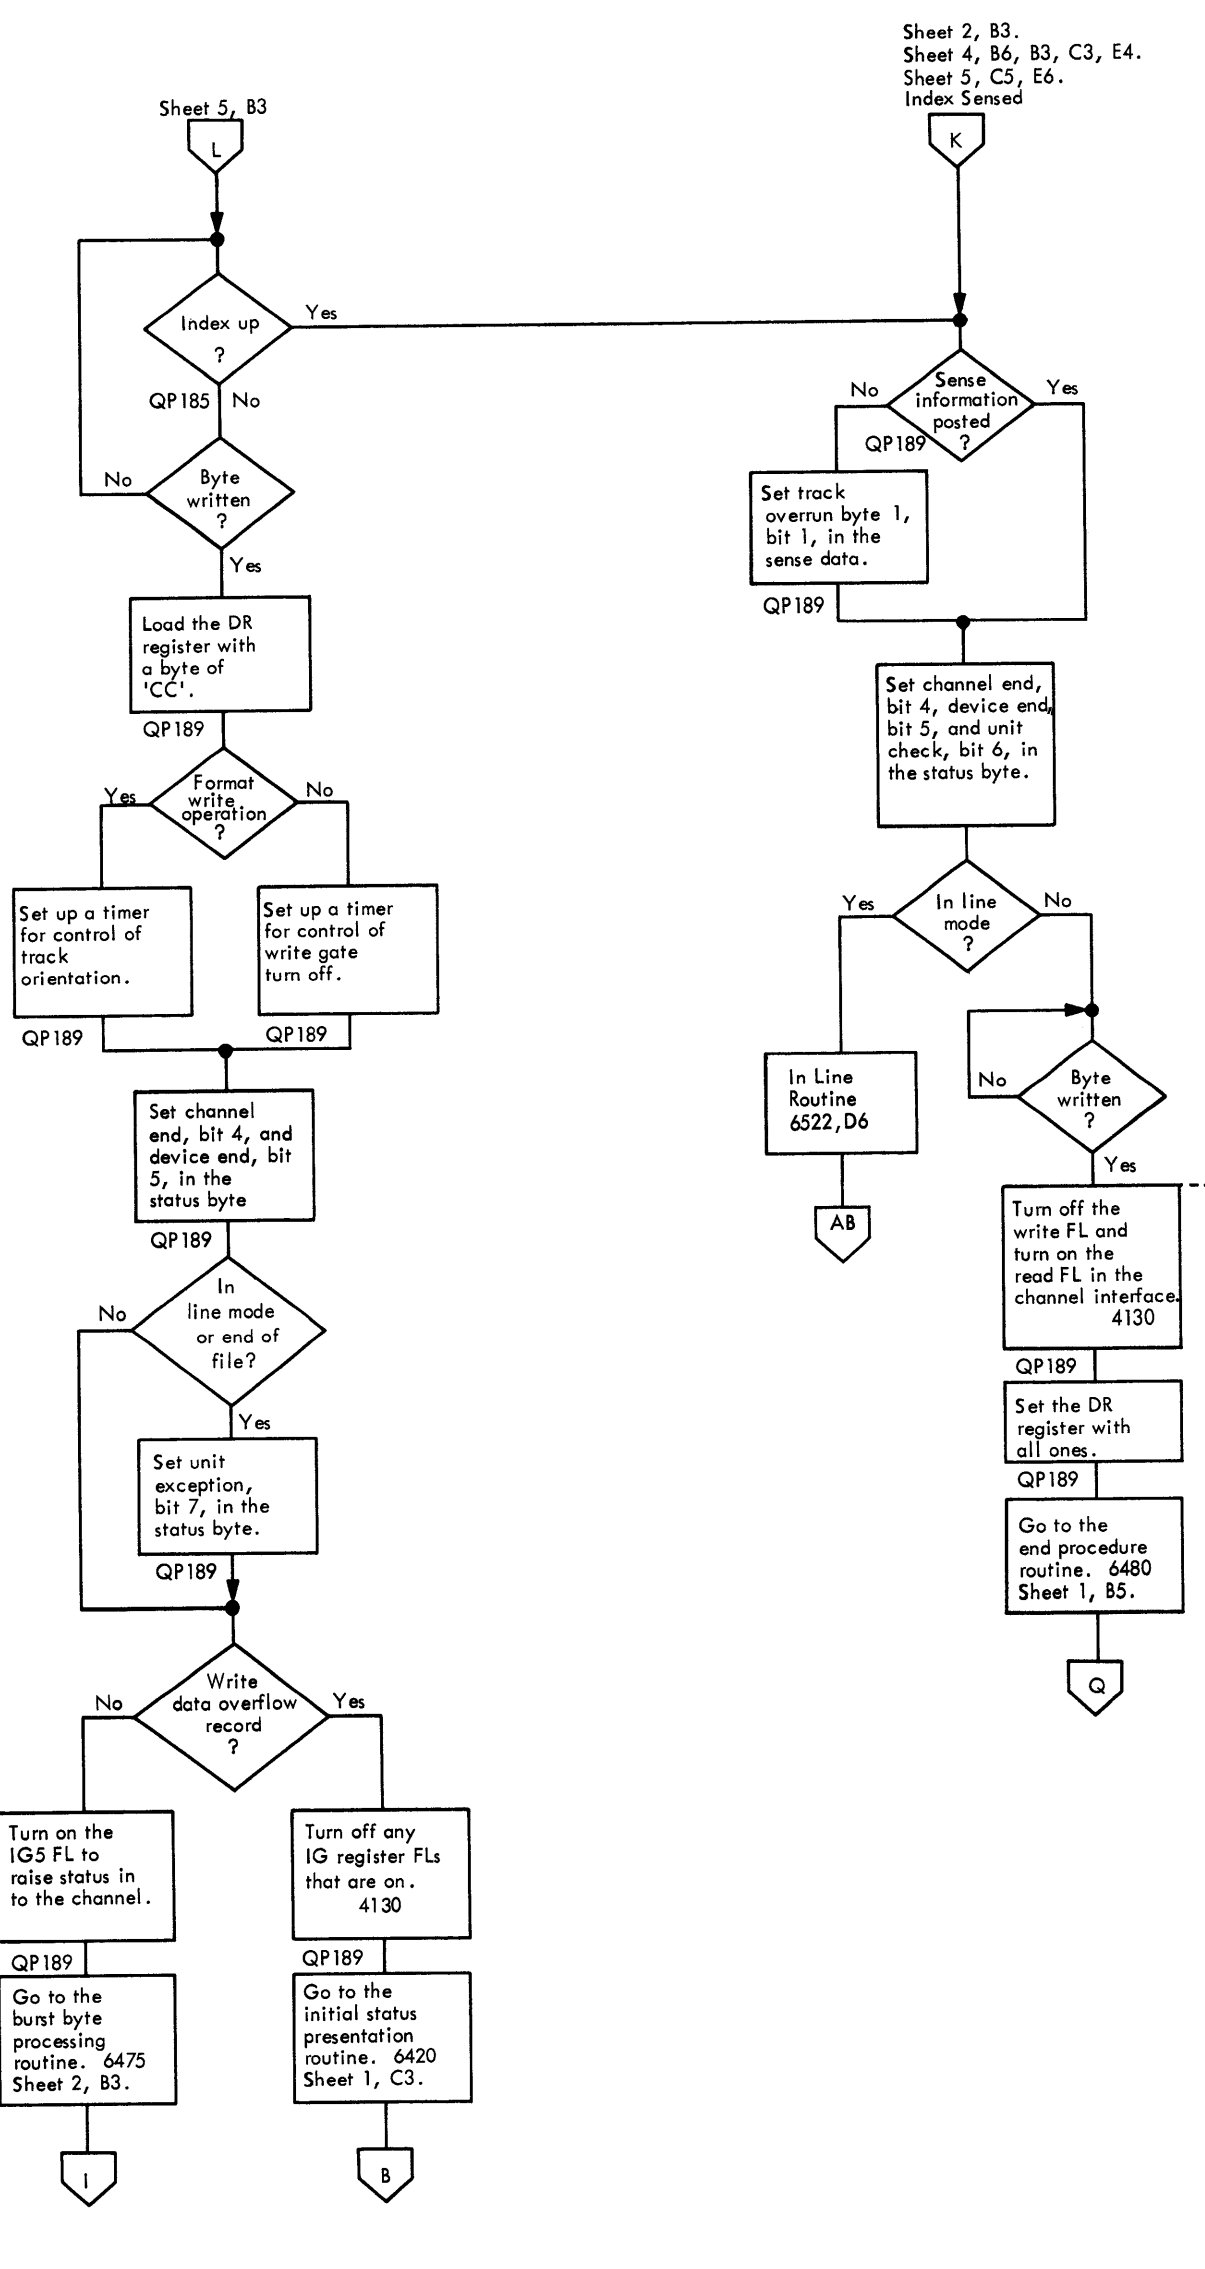 Sheet 2, B3.
Sheet 4, B6, B3, C3, E4.
Sheet 5, C5, E6.
Index Sensed
K
Sheet 5, B3
L
Index up
?
Yes
QP185
No
Byte
written
?
No
Yes
Load the DR
register with
a byte of
'CC'.
QP189
Format
write
operation
?
Yes
No
Set up a timer
for control of
track
orientation.
QP189
Set up a timer
for control of
write gate
turn off.
QP189
Set channel
end, bit 4, and
device end, bit
5, in the
status byte
QP189
In
line mode
or end of
file?
No
Yes
Set unit
exception,
bit 7, in the
status byte.
QP189
Write
data overflow
record
?
No
Yes
Turn on the
IG5 FL to
raise status in
to the channel.
QP189
Go to the
burst byte
processing
routine. 6475
Sheet 2, B3.
I
Turn off any
IG register FLs
that are on.
4130
QP189
Go to the
initial status
presentation
routine. 6420
Sheet 1, C3.
B
Sense
information
posted
?
No
Yes
QP189
Set track
overrun byte 1,
bit 1, in the
sense data.
QP189
Set channel end,
bit 4, device end,
bit 5, and unit
check, bit 6, in
the status byte.
In line
mode
?
Yes
No
In Line
Routine
6522,D6
AB
Byte
written
?
No
Yes
Turn off the
write FL and
turn on the
read FL in the
channel interface.
4130
QP189
Set the DR
register with
all ones.
QP189
Go to the
end procedure
routine. 6480
Sheet 1, B5.
Q